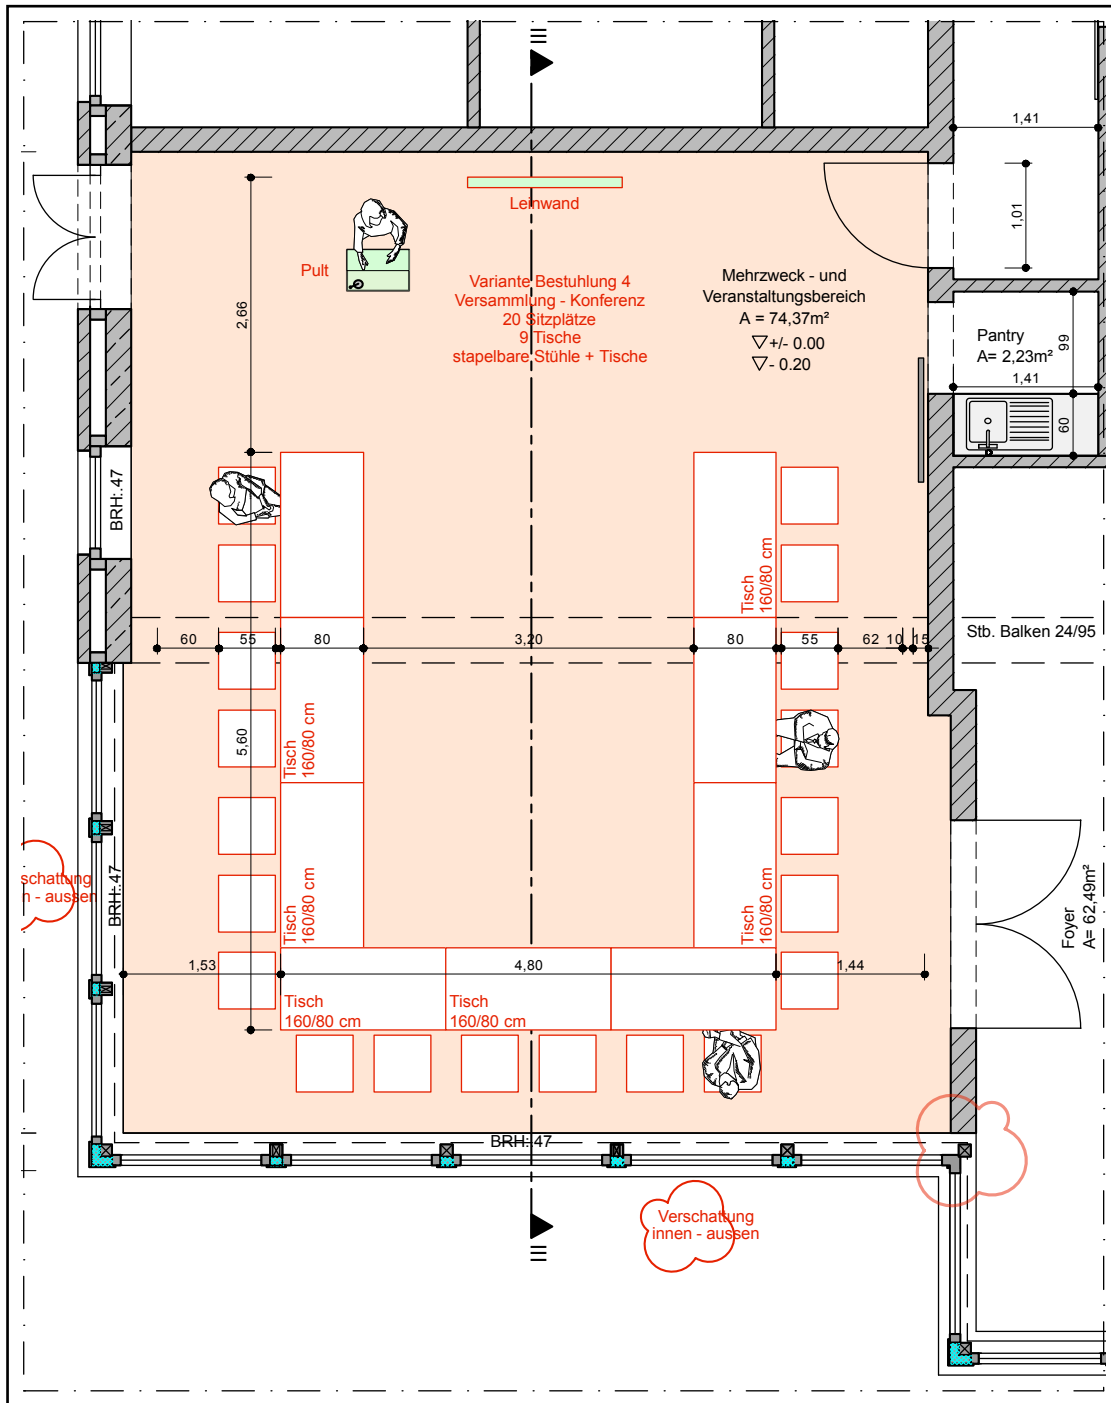 III
1,41
1,01
Leinwand
Pult
2,66
Variante Bestuhlung 4
Versammlung - Konferenz
20 Sitzplätze
9 Tische
stapelbare Stühle + Tische
Mehrzweck - und
Veranstaltungsbereich
A = 74,37m²
+/- 0.00
- 0.20
Pantry
A= 2,23m²
99
1,41
60
BRH:.47
Tisch
160/80 cm
60
55
80
3,20
80
55
62
10
15
Stb. Balken 24/95
5,60
Tisch
160/80 cm
schattung
n - aussen
BRH:.47
Tisch
160/80 cm
Tisch
160/80 cm
Foyer
A= 62,49m²
1,53
4,80
1,44
Tisch
160/80 cm
Tisch
160/80 cm
BRH:.47
Verschattung
innen - aussen
III